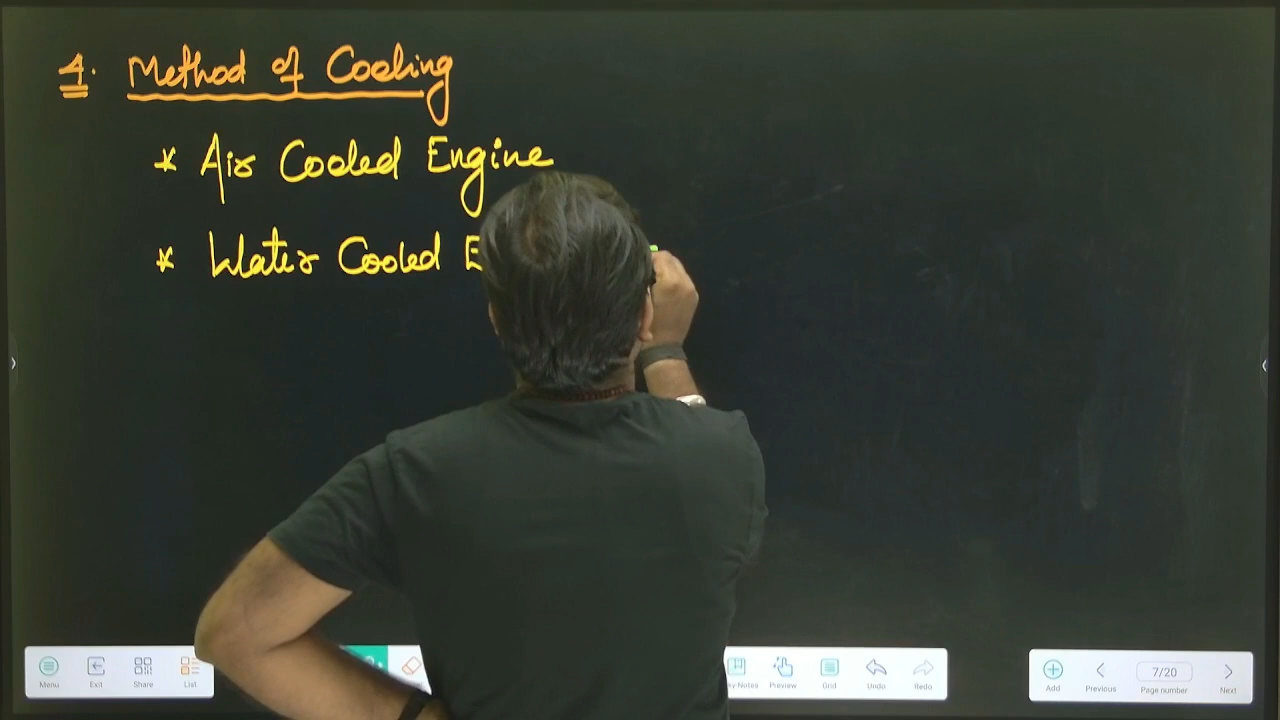 4. Method of Cooling
* Air Cooled Engine
* Water Cooled E
Menu Exit Share List Preview Grid Undo Redo Add Previous 7/20 Page number Next